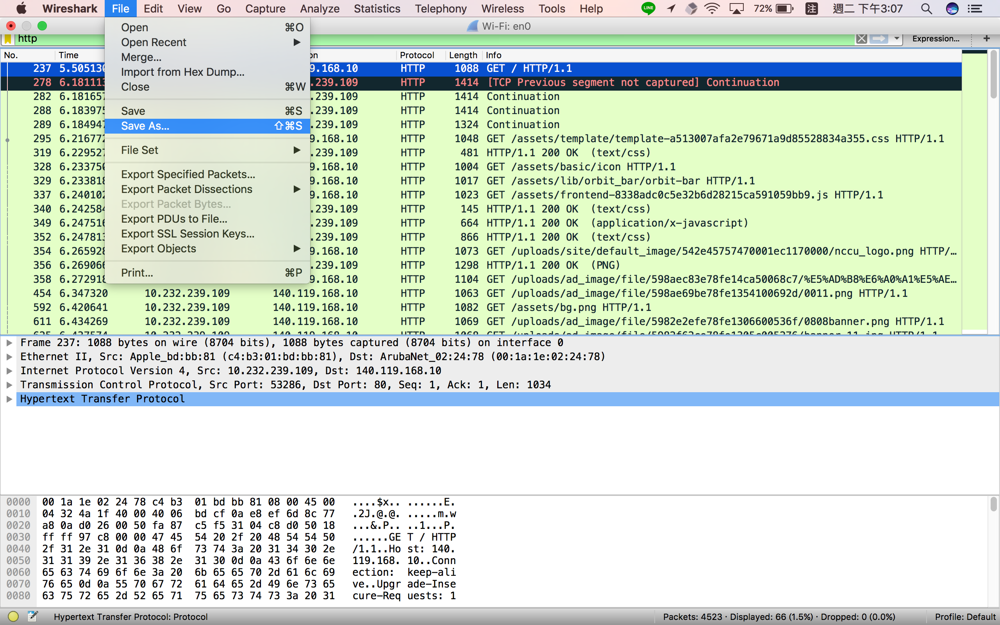 Wireshark File Edit View Go Capture Analyze Statistics Telephony Wireless Tools Help LINE 72% 注 週二 下午3:07
Wi-Fi: en0
http Expression... +
No. Time on Protocol Length Info
Open ⌘O
Open Recent ▶
Merge...
Import from Hex Dump...
Close ⌘W
Save ⌘S
Save As... ⇧⌘S
File Set ▶
Export Specified Packets...
Export Packet Dissections ▶
Export Packet Bytes...
Export PDUs to File...
Export SSL Session Keys...
Export Objects ▶
Print... ⌘P
237 5.505130 9.168.10 HTTP 1088 GET / HTTP/1.1
278 6.181113 .239.109 HTTP 1414 [TCP Previous segment not captured] Continuation
282 6.181657 .239.109 HTTP 1414 Continuation
288 6.183975 .239.109 HTTP 1414 Continuation
289 6.184947 .239.109 HTTP 1324 Continuation
295 6.216772 9.168.10 HTTP 1048 GET /assets/template/template-a513007afa2e79671a9d85528834a355.css HTTP/1.1
319 6.229527 .239.109 HTTP 481 HTTP/1.1 200 OK (text/css)
328 6.233750 9.168.10 HTTP 1004 GET /assets/basic/icon HTTP/1.1
329 6.233818 9.168.10 HTTP 1017 GET /assets/lib/orbit_bar/orbit-bar HTTP/1.1
337 6.240102 9.168.10 HTTP 1023 GET /assets/frontend-8338adc0c5e32b6d28215ca591059bb9.js HTTP/1.1
340 6.242584 .239.109 HTTP 145 HTTP/1.1 200 OK (text/css)
349 6.247516 .239.109 HTTP 664 HTTP/1.1 200 OK (application/x-javascript)
352 6.247813 .239.109 HTTP 866 HTTP/1.1 200 OK (text/css)
354 6.265928 9.168.10 HTTP 1073 GET /uploads/site/default_image/542e45757470001ec1170000/nccu_logo.png HTTP/...
356 6.269066 .239.109 HTTP 1298 HTTP/1.1 200 OK (PNG)
358 6.272918 9.168.10 HTTP 1104 GET /uploads/ad_image/file/598aec83e78fe14ca50068c7/%E5%AD%B8%E6%A0%A1%E5%AE...
454 6.347320 10.232.239.109 140.119.168.10 HTTP 1063 GET /uploads/ad_image/file/598ae69be78fe1354100692d/0011.png HTTP/1.1
592 6.420641 10.232.239.109 140.119.168.10 HTTP 1082 GET /assets/bg.png HTTP/1.1
611 6.434269 10.232.239.109 140.119.168.10 HTTP 1069 GET /uploads/ad_image/file/5982e2efe78fe1306600536f/0808banner.png HTTP/1.1
Frame 237: 1088 bytes on wire (8704 bits), 1088 bytes captured (8704 bits) on interface 0
Ethernet II, Src: Apple_bd:bb:81 (c4:b3:01:bd:bb:81), Dst: ArubaNet_02:24:78 (00:1a:1e:02:24:78)
Internet Protocol Version 4, Src: 10.232.239.109, Dst: 140.119.168.10
Transmission Control Protocol, Src Port: 53286, Dst Port: 80, Seq: 1, Ack: 1, Len: 1034
Hypertext Transfer Protocol
0000 00 1a 1e 02 24 78 c4 b3 01 bd bb 81 08 00 45 00 ....$x.. ......E.
0010 04 32 4a 1f 40 00 40 06 bd cf 0a e8 ef 6d 8c 77 .2J.@.@. .....m.w
0020 a8 0a d0 26 00 50 fa 87 c5 f5 31 04 c8 d0 50 18 ...&.P.. ..1...P.
0030 ff ff 97 c8 00 00 47 45 54 20 2f 20 48 54 54 50 ......GE T / HTTP
0040 2f 31 2e 31 0d 0a 48 6f 73 74 3a 20 31 34 30 2e /1.1..Ho st: 140.
0050 31 31 39 2e 31 36 38 2e 31 30 0d 0a 43 6f 6e 6e 119.168. 10..Conn
0060 65 63 74 69 6f 6e 3a 20 6b 65 65 70 2d 61 6c 69 ection: keep-ali
0070 76 65 0d 0a 55 70 67 72 61 64 65 2d 49 6e 73 65 ve..Upgr ade-Inse
0080 63 75 72 65 2d 52 65 71 75 65 73 74 73 3a 20 31 cure-Req uests: 1
Hypertext Transfer Protocol: Protocol Packets: 4523 · Displayed: 66 (1.5%) · Dropped: 0 (0.0%) Profile: Default